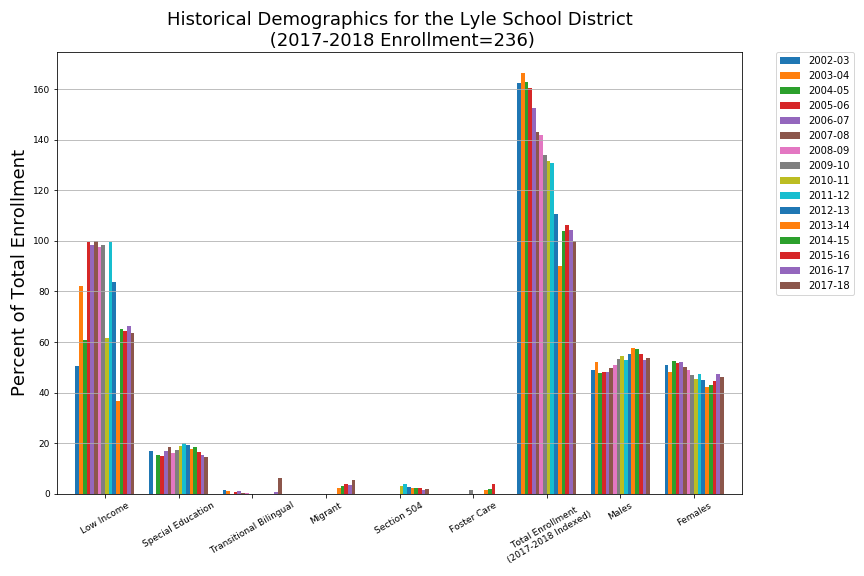 Historical Demographics for the Lyle School District
(2017-2018 Enrollment=236)
Percent of Total Enrollment
160
140
120
100
80
60
40
20
0
Low Income
Special Education
Transitional Bilingual
Migrant
Section 504
Foster Care
Total Enrollment
(2017-2018 Indexed)
Males
Females
2002-03
2003-04
2004-05
2005-06
2006-07
2007-08
2008-09
2009-10
2010-11
2011-12
2012-13
2013-14
2014-15
2015-16
2016-17
2017-18